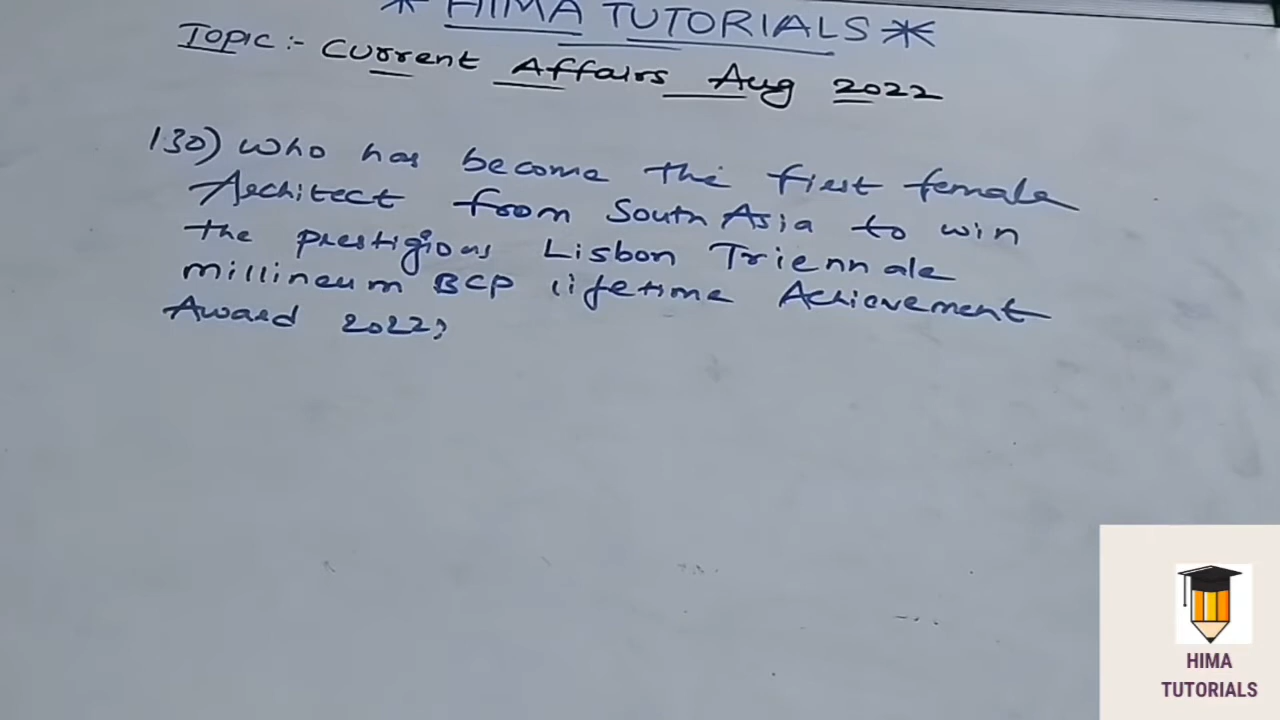 * HIMA TUTORIALS *
Topic :- Current Affairs Aug 2022
130) Who has become the first female
Architect from South Asia to win
the prestigious Lisbon Triennale
millineum BCP lifetime Achievement
Award 2022?
HIMA
TUTORIALS